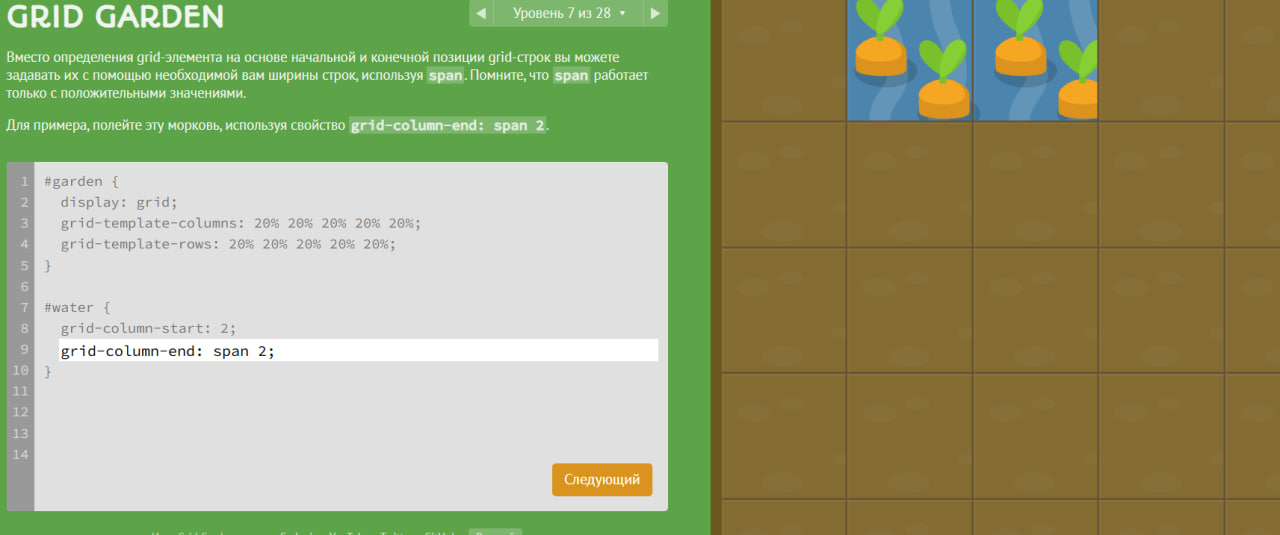 GRID GARDEN
Уровень 7 из 28
Вместо определения grid-элемента на основе начальной и конечной позиции grid-строк вы можете
задавать их с помощью необходимой вам ширины строк, используя span. Помните, что span работает
только с положительными значениями.
Для примера, полейте эту морковь, используя свойство grid-column-end: span 2.
1 #garden {
2 display: grid;
3 grid-template-columns: 20% 20% 20% 20% 20%;
4 grid-template-rows: 20% 20% 20% 20% 20%;
5 }
6
7 #water {
8 grid-column-start: 2;
9 grid-column-end: span 2;
10 }
11
12
13
14
Следующий